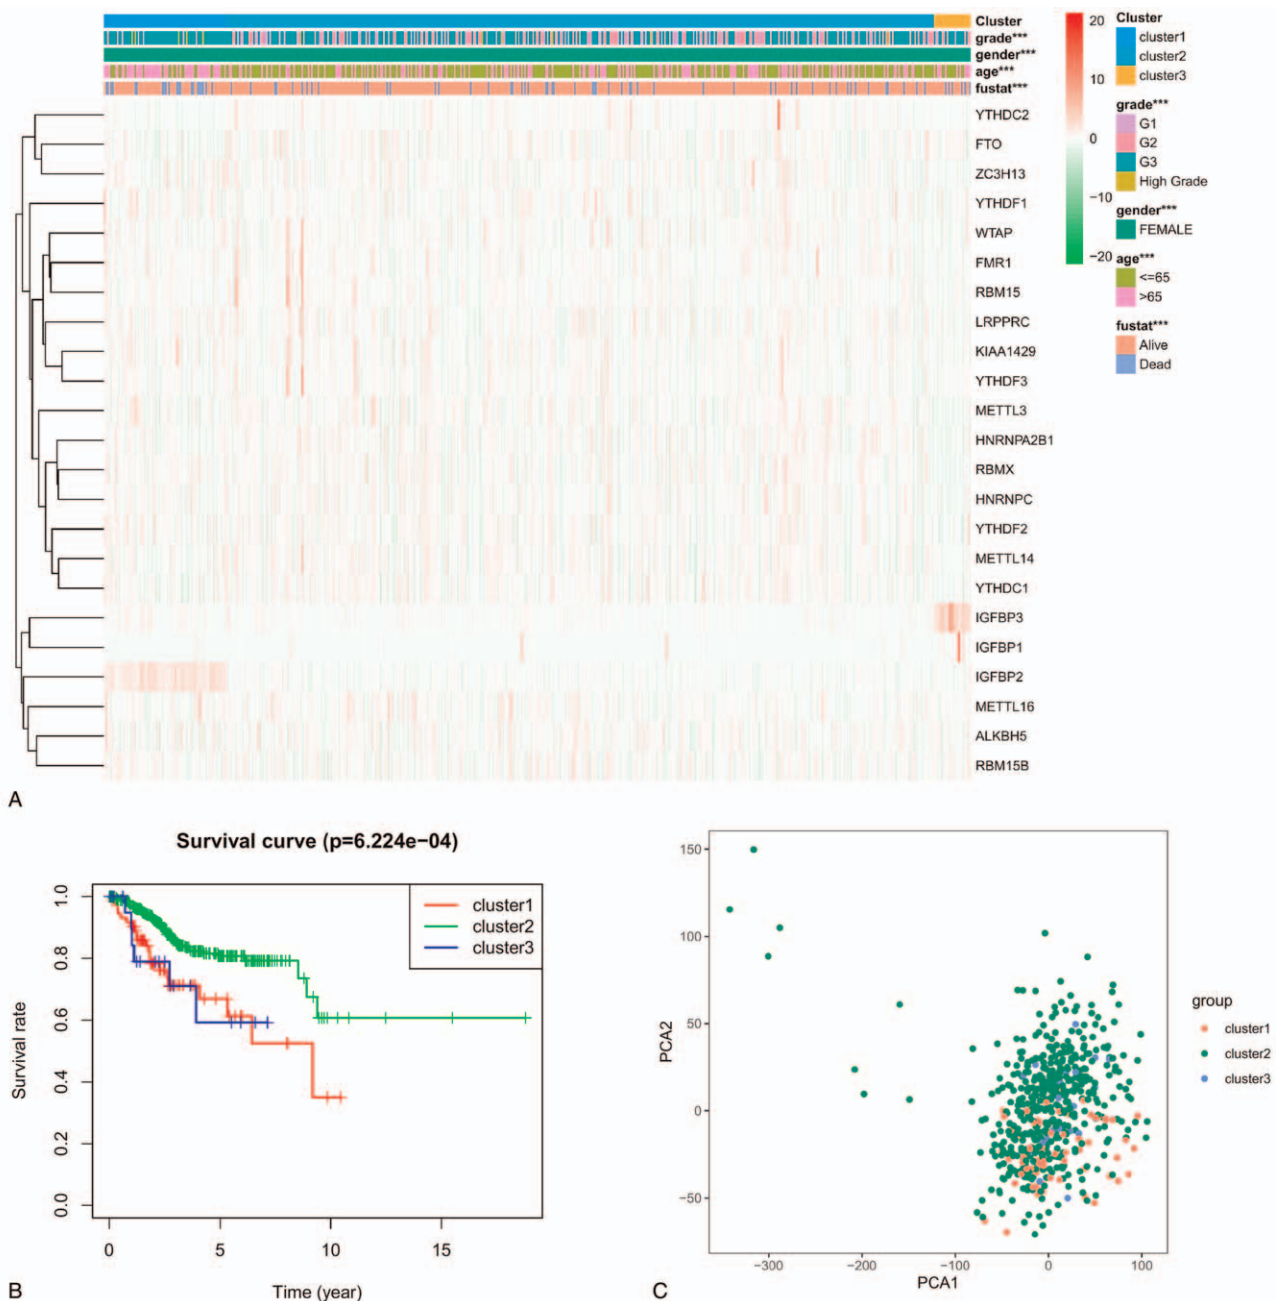 Cluster
grade***
gender***
age***
fustat***
YTHDC2
FTO
ZC3H13
YTHDF1
WTAP
FMR1
RBM15
LRPPRC
KIAA1429
YTHDF3
METTL3
HNRNPA2B1
RBMX
HNRNPC
YTHDF2
METTL14
YTHDC1
IGFBP3
IGFBP1
IGFBP2
METTL16
ALKBH5
RBM15B
20
10
0
−10
−20
Cluster
cluster1
cluster2
cluster3
grade***
G1
G2
G3
High Grade
gender***
FEMALE
age***
<=65
>65
fustat***
Alive
Dead
A
Survival curve (p=6.224e−04)
cluster1
cluster2
cluster3
Survival rate
1.0
0.8
0.6
0.4
0.2
0.0
0 5 10 15
Time (year)
B
150
100
50
0
−50
PCA2
−300 −200 −100 0 100
PCA1
group
cluster1
cluster2
cluster3
C